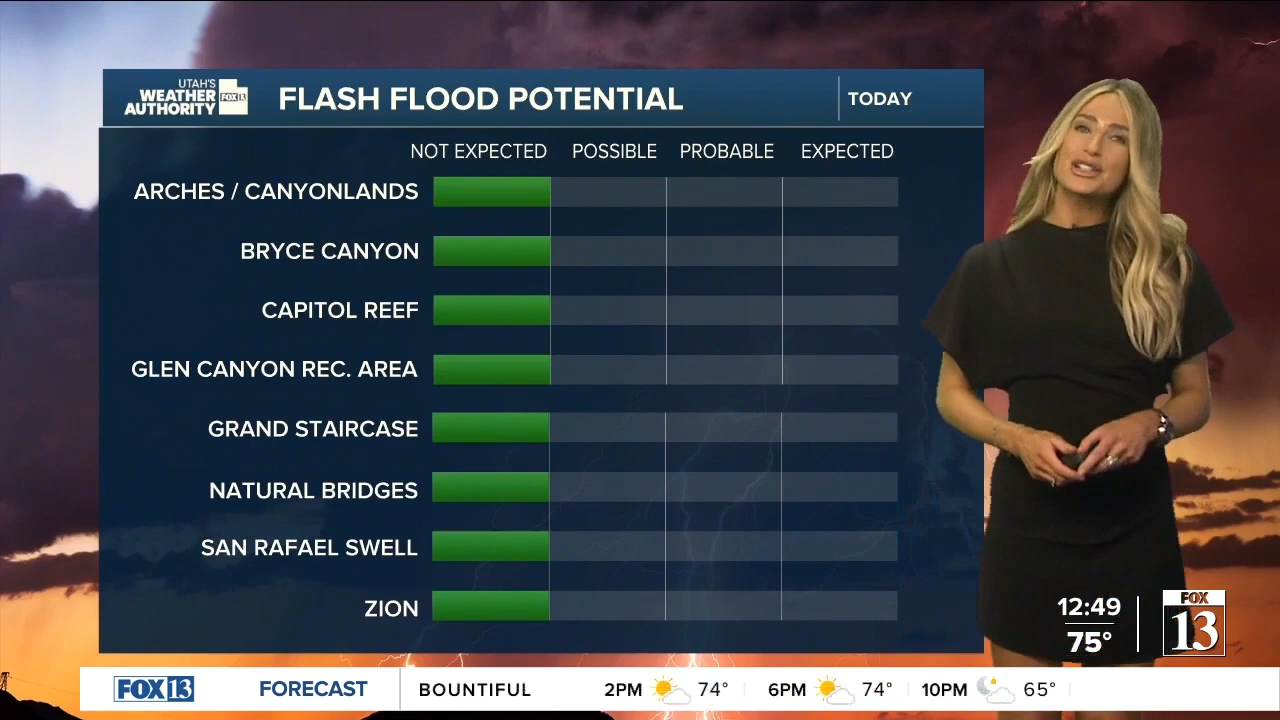 UTAH'S
WEATHER
AUTHORITY
FOX 13
FLASH FLOOD POTENTIAL
TODAY
NOT EXPECTED POSSIBLE PROBABLE EXPECTED
ARCHES / CANYONLANDS
BRYCE CANYON
CAPITOL REEF
GLEN CANYON REC. AREA
GRAND STAIRCASE
NATURAL BRIDGES
SAN RAFAEL SWELL
ZION
12:49
75°
FOX
13
FOX 13 FORECAST BOUNTIFUL 2PM 74° 6PM 74° 10PM 65°